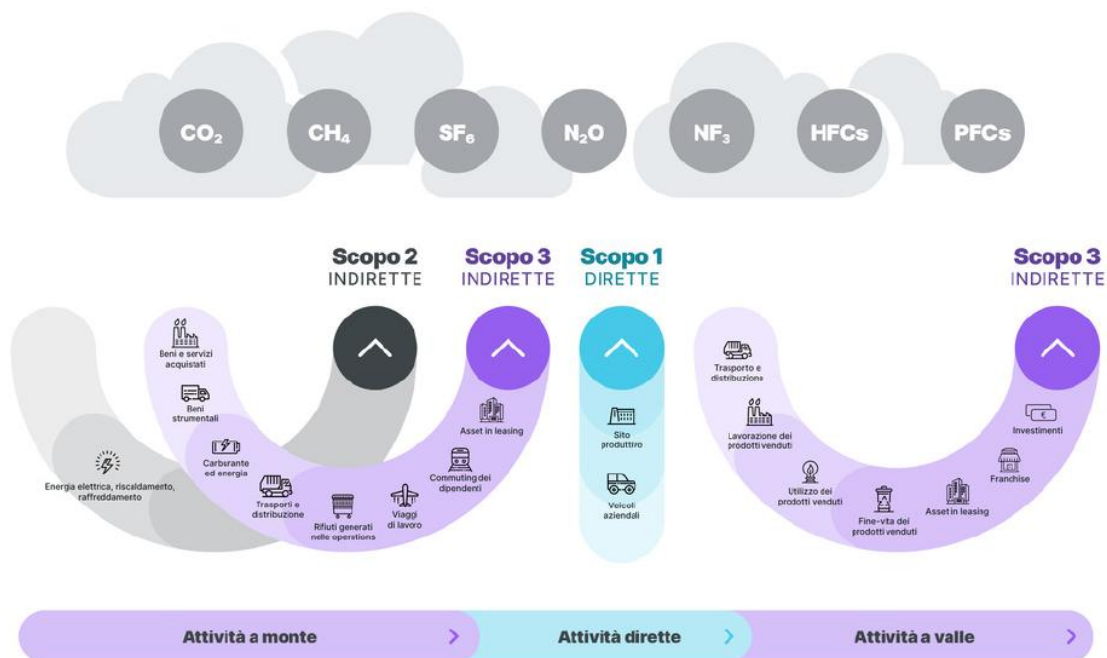 CO₂
CH₄
SF₆
N₂O
NF₃
HFCs
PFCs
Scopo 2
INDIRETTE
Scopo 3
INDIRETTE
Scopo 1
DIRETTE
Scopo 3
INDIRETTE
Energia elettrica, riscaldamento,
raffreddamento
Beni e servizi
acquistati
Beni
strumentali
Carburante
ed energia
Trasporti e
distribuzione
Rifiuti generati
nelle operations
Viaggi
di lavoro
Commuting dei
dipendenti
Asset in leasing
Sito
produttivo
Veicoli
aziendali
Trasporto e
distribuzione
Lavorazione dei
prodotti venduti
Utilizzo dei
prodotti venduti
Fine-vita dei
prodotti venduti
Asset in leasing
Franchise
Investimenti
Attività a monte
Attività dirette
Attività a valle